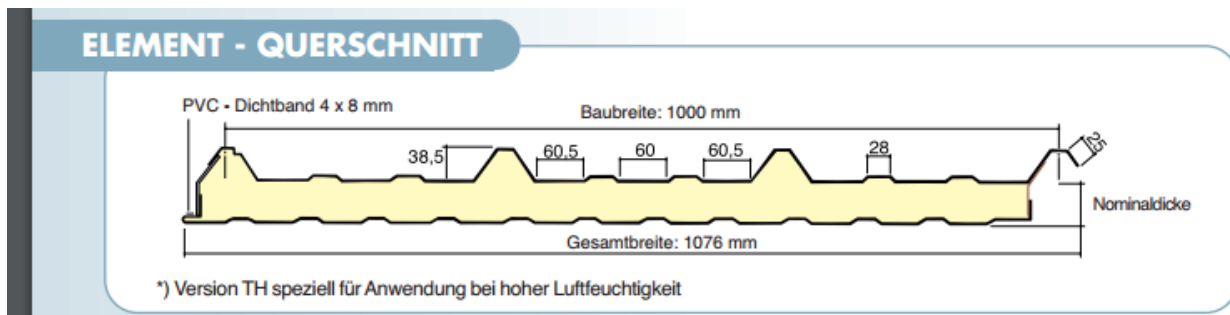 ELEMENT - QUERSCHNITT
PVC - Dichtband 4 x 8 mm
Baubreite: 1000 mm
38,5
60,5
60
60,5
28
25
Nominaldicke
Gesamtbreite: 1076 mm
*) Version TH speziell für Anwendung bei hoher Luftfeuchtigkeit